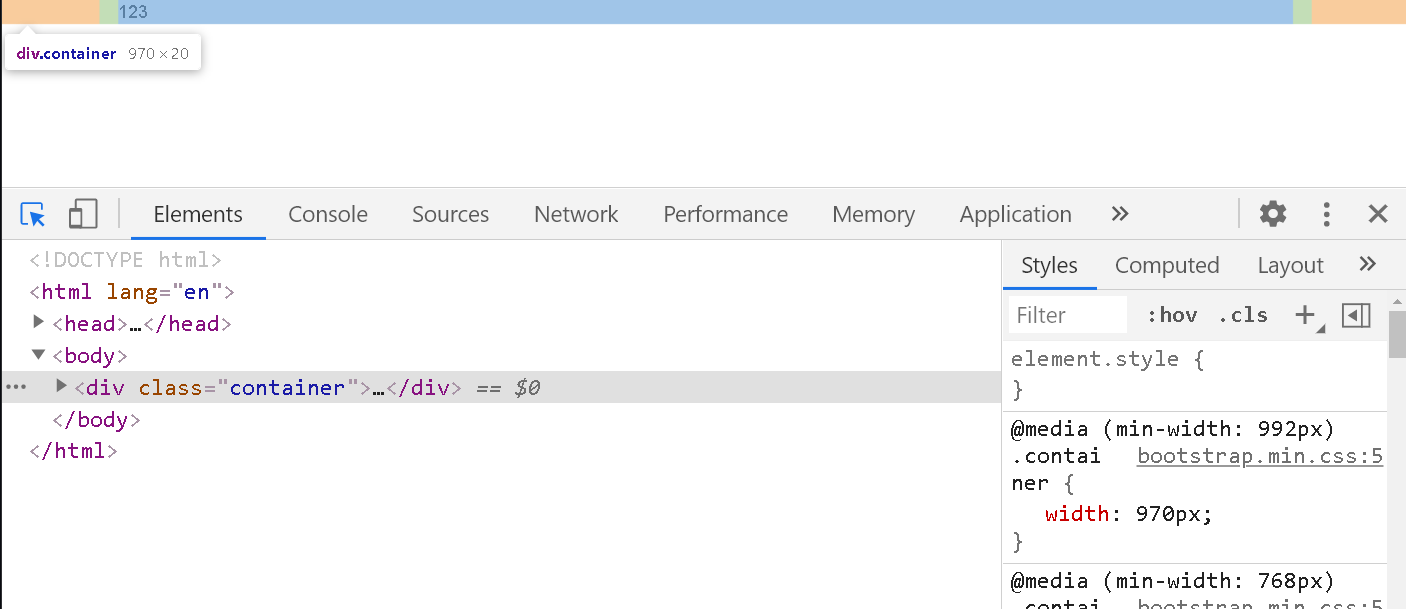 123
div.container 970 × 20
Elements Console Sources Network Performance Memory Application »
<!DOCTYPE html>
<html lang="en">
▶ <head>…</head>
▼ <body>
••• ▶ <div class="container">…</div> == $0
</body>
</html>
Styles Computed Layout »
Filter :hov .cls +
element.style {
}
@media (min-width: 992px)
.contai bootstrap.min.css:5
ner {
width: 970px;
}
@media (min-width: 768px)
.contai bootstrap.min.css:5